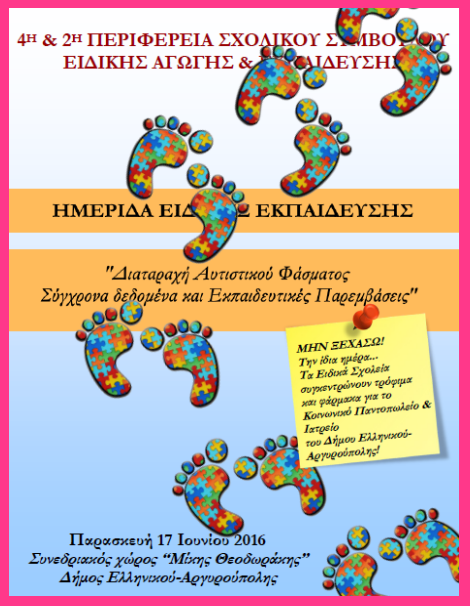 4Η & 2Η ΠΕΡΙΦΕΡΕΙΑ ΣΧΟΛΙΚΟΥ
ΕΙΔΙΚΗΣ ΑΓΩΓΗΣ &
ΗΜΕΡΙΔΑ ΕΚΠΑΙΔΕΥΣΗΣ
"Διαταραχή Αυτιστικού Φάσματος
Σύγχρονα δεδομένα και Εκπαιδευτικές Παρεμβάσεις"
ΜΗΝ ΞΕΧΑΣΩ!
Την ίδια ημέρα...
Τα Ειδικά Σχολεία
συγκεντρώνουν τρόφιμα
και φάρμακα για το
Κοινωνικό Παντοπωλείο &
Ιατρείο
του Δήμου Ελληνικού-
Αργυρούπολης!
Παρασκευή 17 Ιουνίου 2016
Συνεδριακός χώρος "Μίκης Θεοδωράκης"
Δήμος Ελληνικού-Αργυρούπολης